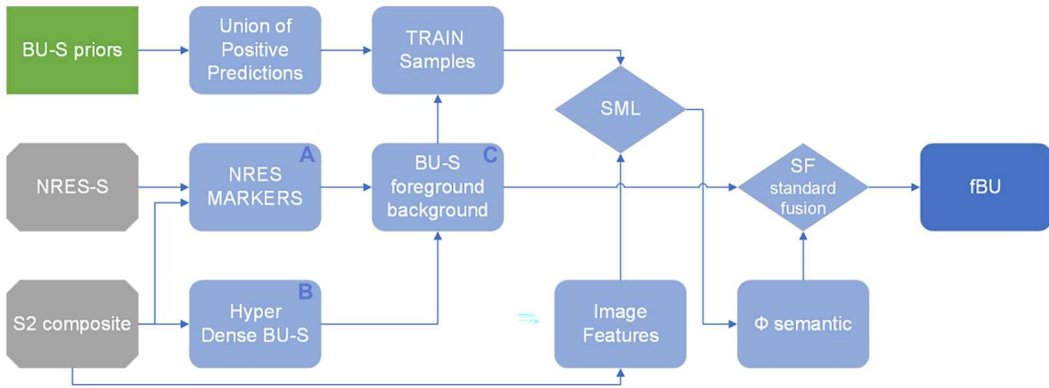 BU-S priors
Union of
Positive
Predictions
TRAIN
Samples
SML
NRES-S
A
NRES
MARKERS
C
BU-S
foreground
background
SF
standard
fusion
fBU
S2 composite
B
Hyper
Dense BU-S
Image
Features
Φ semantic